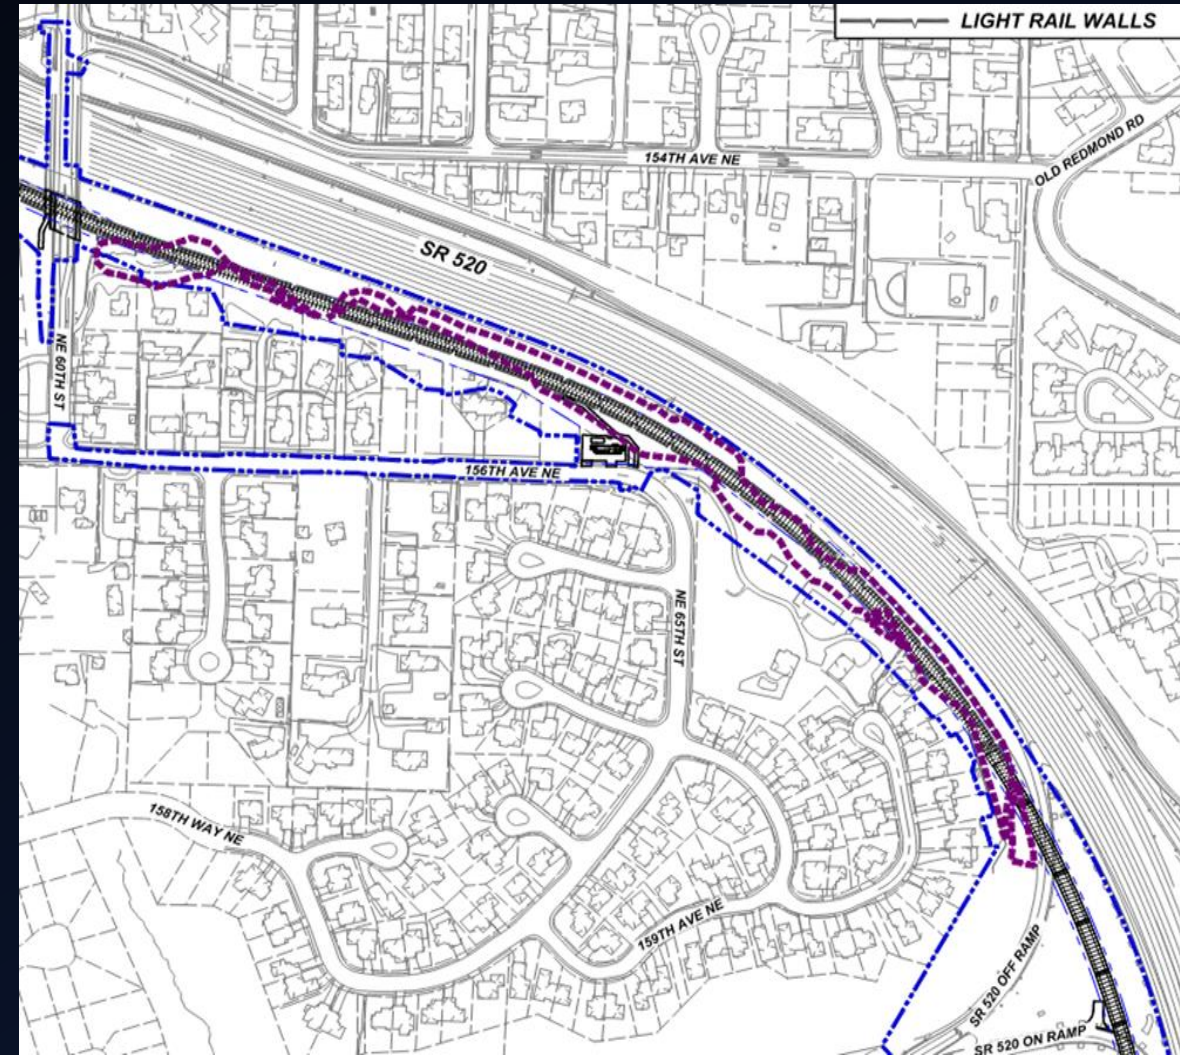 LIGHT RAIL WALLS
154TH AVE NE
OLD REDMOND RD
SR 520
NE 60TH ST
156TH AVE NE
NE 65TH ST
158TH WAY NE
159TH AVE NE
SR 520 OFF RAMP
SR 520 ON RAMP